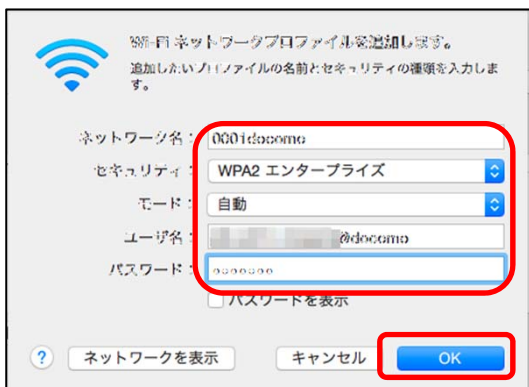 Wi-Fi ネットワークプロファイルを追加します。
追加したいプロファイルの名前とセキュリティの種類を入力しま
す。
ネットワーク名： 0001docomo
セキュリティ： WPA2 エンタープライズ
モード： 自動
ユーザ名： @docomo
パスワード：
パスワードを表示
? ネットワークを表示 キャンセル OK